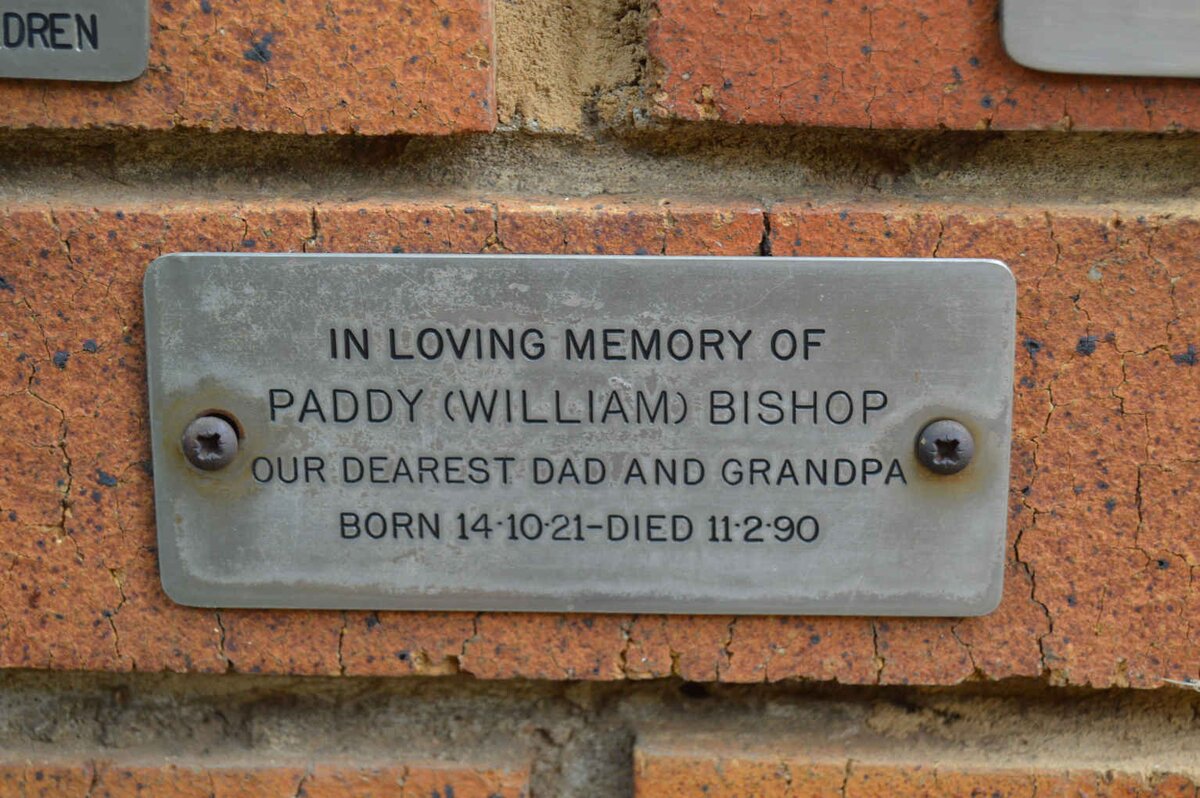 IN LOVING MEMORY OF
PADDY (WILLIAM) BISHOP
OUR DEAREST DAD AND GRANDPA
BORN 14·10·21–DIED 11·2·90